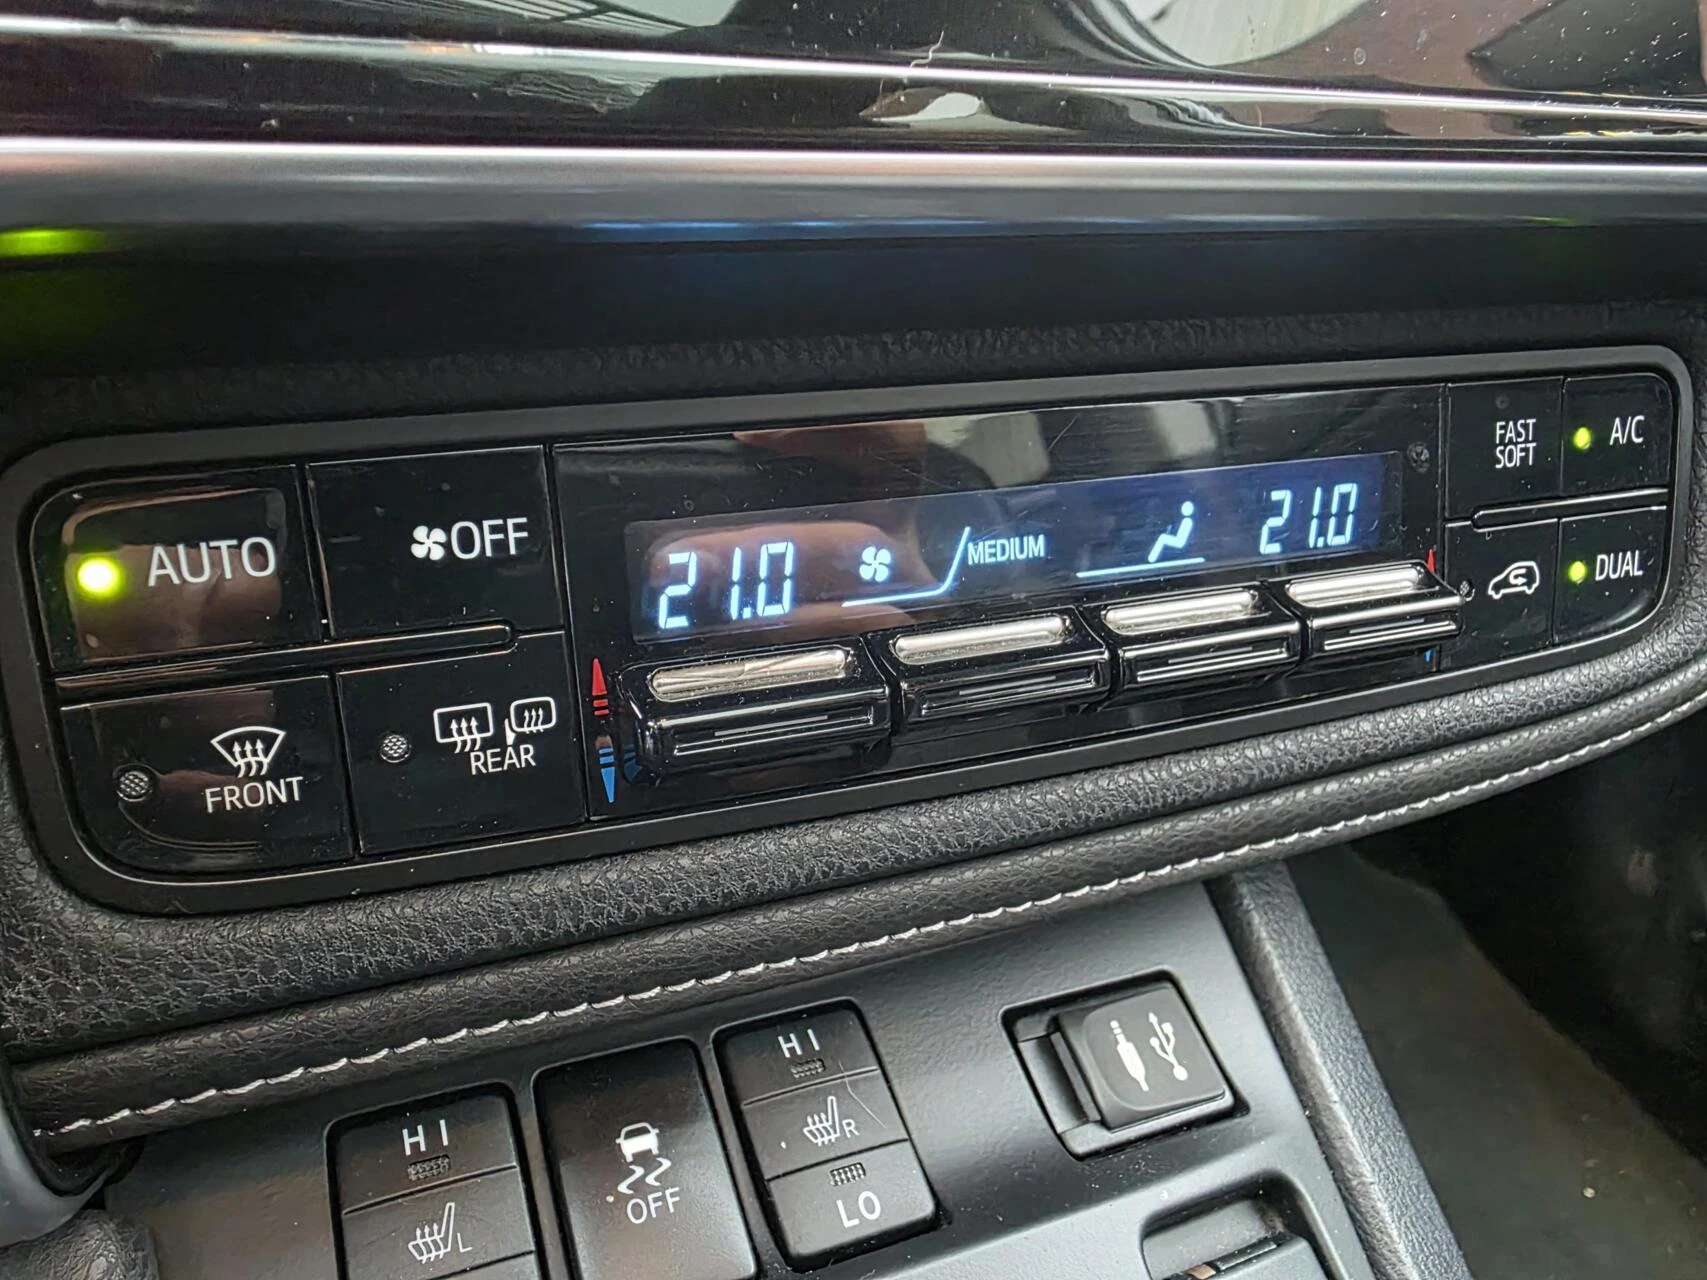 AUTO
OFF
21.0
MEDIUM
21.0
FAST
SOFT
A/C
DUAL
FRONT
REAR
HI
L
OFF
HI
R
LO